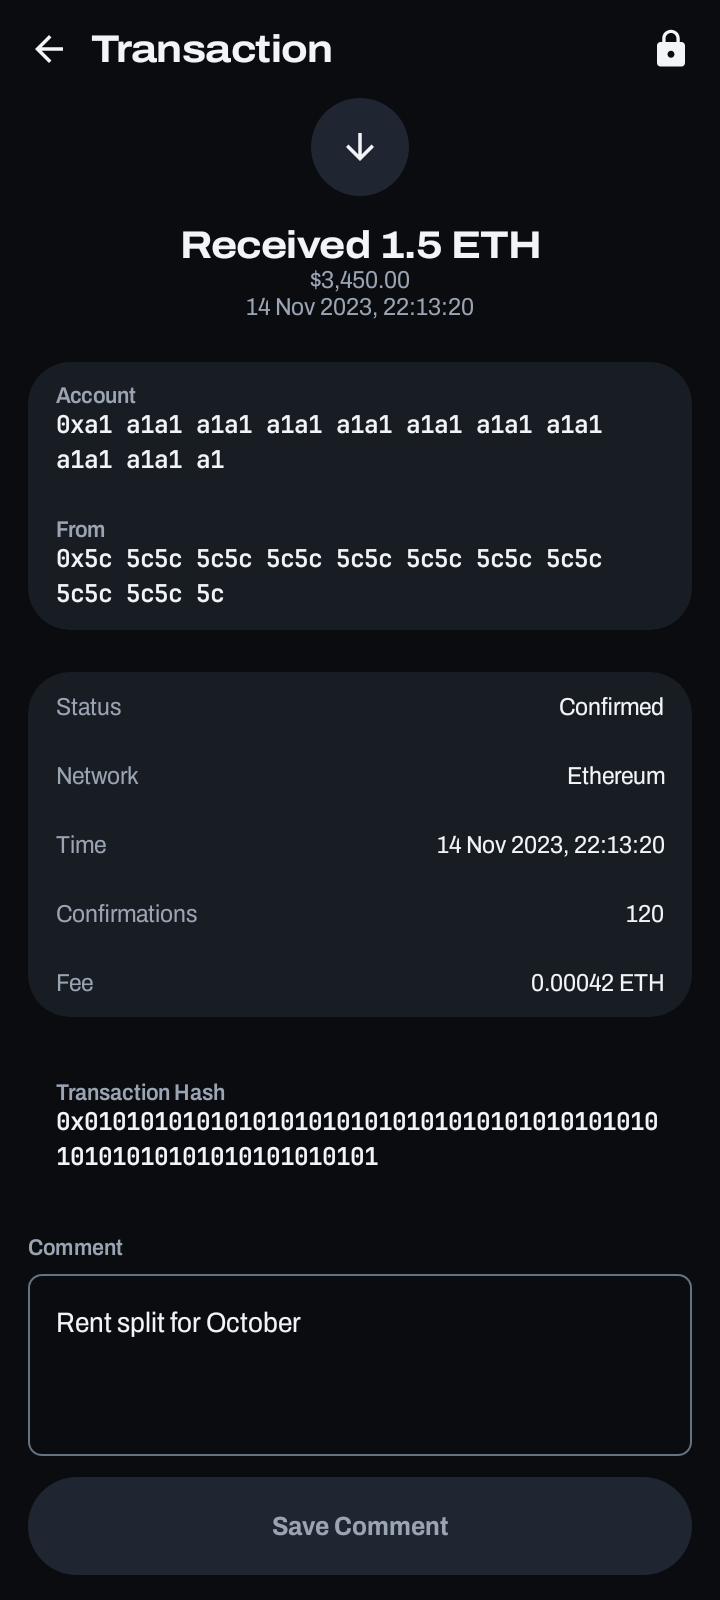 Transaction
Received 1.5 ETH
$3,450.00
14 Nov 2023, 22:13:20
Account
0xa1 a1a1 a1a1 a1a1 a1a1 a1a1 a1a1 a1a1
a1a1 a1a1 a1
From
0x5c 5c5c 5c5c 5c5c 5c5c 5c5c 5c5c 5c5c
5c5c 5c5c 5c
Status Confirmed
Network Ethereum
Time 14 Nov 2023, 22:13:20
Confirmations 120
Fee 0.00042 ETH
Transaction Hash
0x01010101010101010101010101010101010101010
10101010101010101010101
Comment
Rent split for October
Save Comment